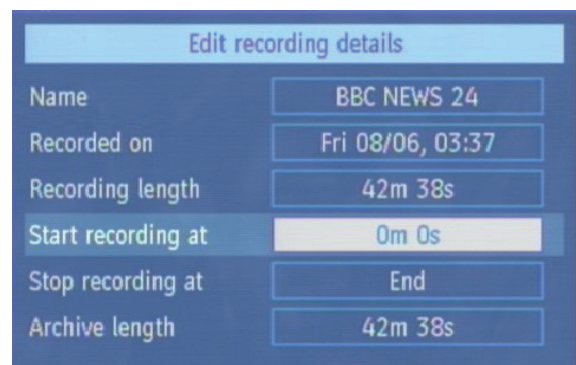 Edit recording details
Name BBC NEWS 24
Recorded on Fri 08/06, 03:37
Recording length 42m 38s
Start recording at 0m 0s
Stop recording at End
Archive length 42m 38s